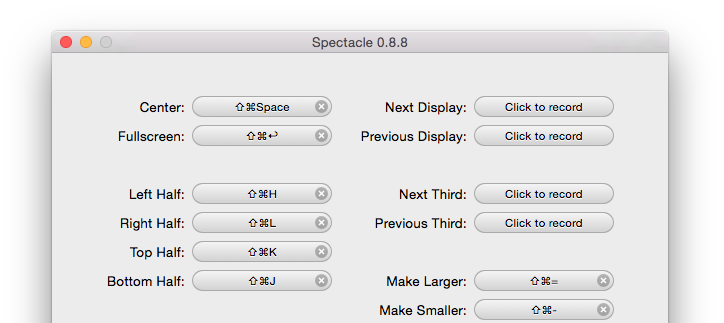 Spectacle 0.8.8
Center: ⇧⌘Space Next Display: Click to record
Fullscreen: ⇧⌘↩ Previous Display: Click to record
Left Half: ⇧⌘H Next Third: Click to record
Right Half: ⇧⌘L Previous Third: Click to record
Top Half: ⇧⌘K
Bottom Half: ⇧⌘J Make Larger: ⇧⌘=
Make Smaller: ⇧⌘-